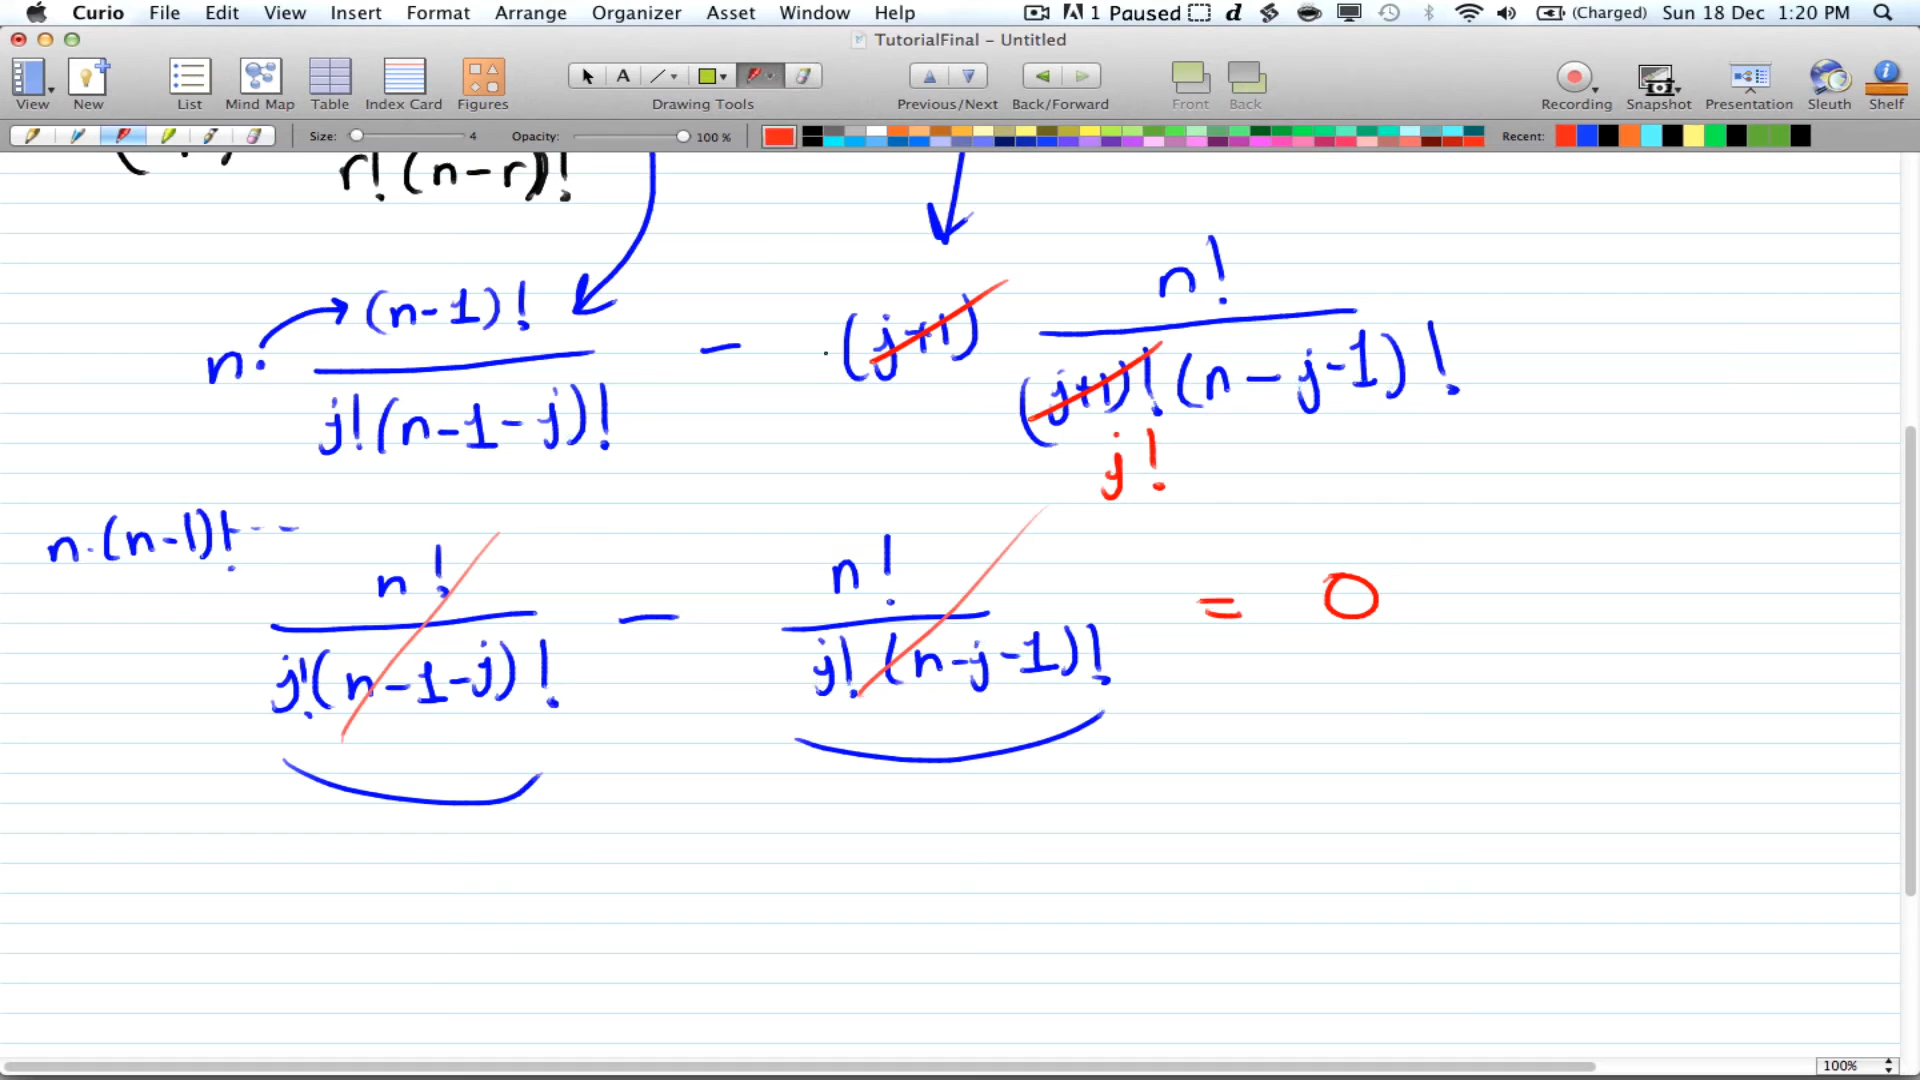 Curio File Edit View Insert Format Arrange Organizer Asset Window Help 1 Paused (Charged) Sun 18 Dec 1:20 PM
TutorialFinal – Untitled
View New List Mind Map Table Index Card Figures Drawing Tools Previous/Next Back/Forward Front Back Recording Snapshot Presentation Sleuth Shelf
Size: 4 Opacity: 100 % Recent:
r! (n-r)!
(n-1)! n!
n· — (j+1)
j!(n-1-j)! (j+1)! (n-j-1)!
j!
n·(n-1)!---
n! n!
— = 0
j!(n-1-j)! j! (n-j-1)!
100%